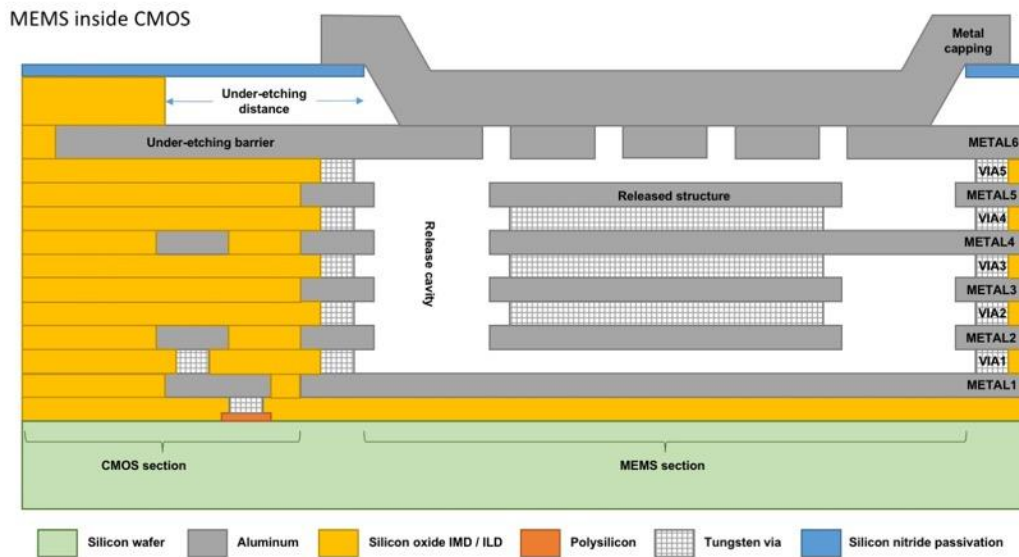 MEMS inside CMOS
Metal
capping
Under-etching
distance
Under-etching barrier
METAL6
VIA5
Released structure
METAL5
VIA4
METAL4
Release cavity
VIA3
METAL3
VIA2
METAL2
VIA1
METAL1
CMOS section
MEMS section
Silicon wafer
Aluminum
Silicon oxide IMD / ILD
Polysilicon
Tungsten via
Silicon nitride passivation